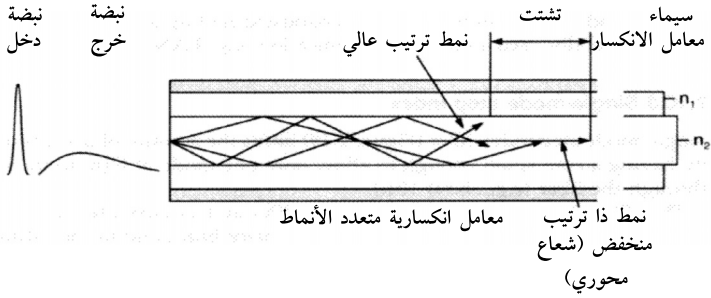 سيماء
معامل الانكسار
تشتت
نمط ترتيب عالي
نبضة
خرج
نبضة
دخل
n₁
n₂
معامل انكسارية متعدد الأنماط
نمط ذا ترتيب
منخفض (شعاع
محوري)